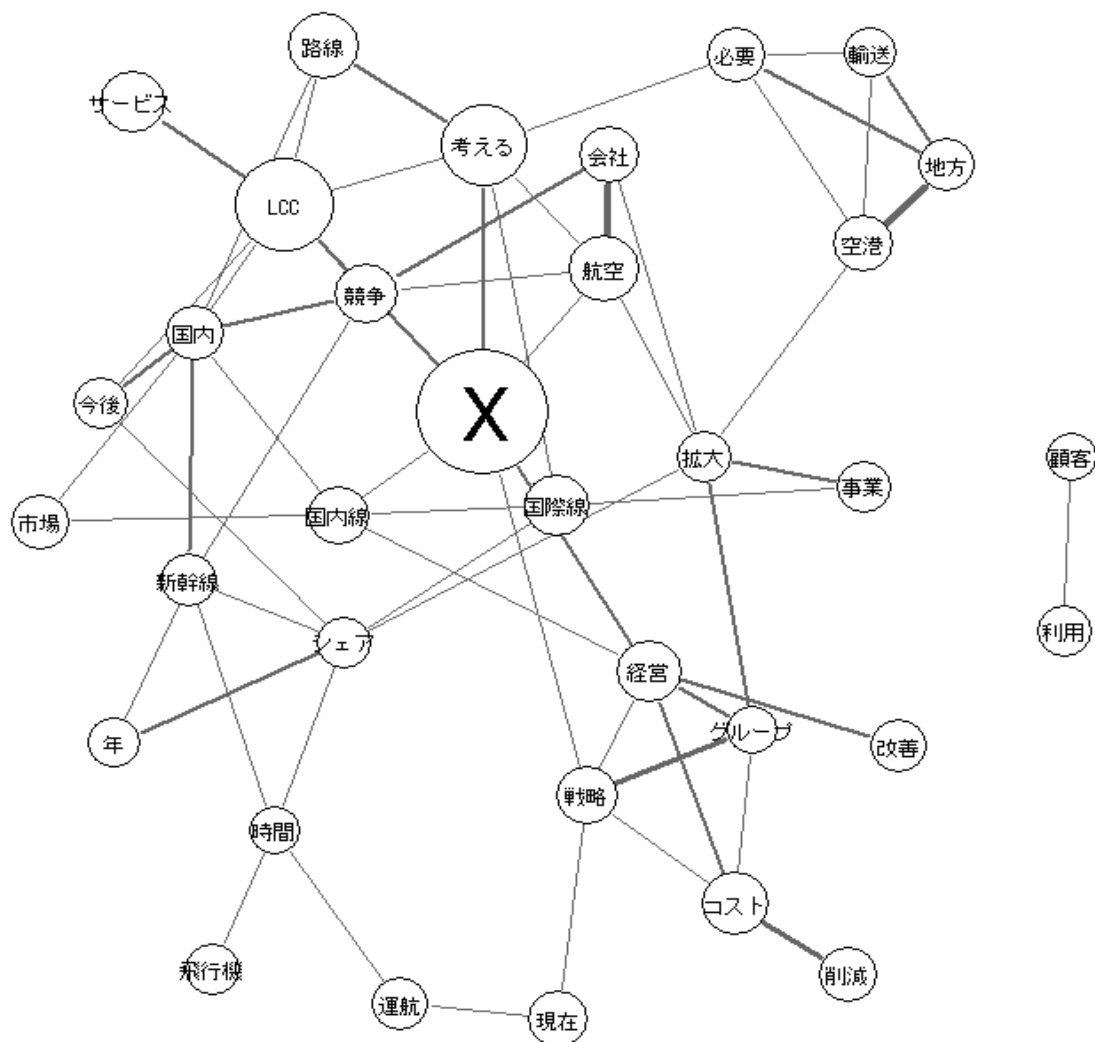 路線
必要
輸送
サービス
考える
会社
地方
LCC
空港
航空
競争
国内
今後
X
拡大
顧客
事業
国際線
国内線
市場
新幹線
利用
シェア
経営
グループ
年
改善
戦略
時間
コスト
飛行機
削減
運航
現在